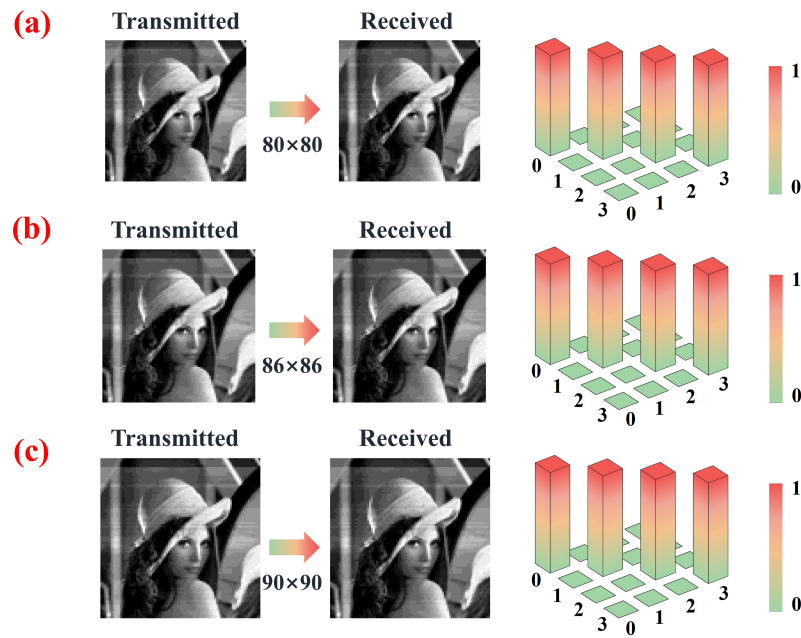 (a)
Transmitted Received
80×80
0 1 2 3 0 1 2 3
1
0
(b)
Transmitted Received
86×86
0 1 2 3 0 1 2 3
1
0
(c)
Transmitted Received
90×90
0 1 2 3 0 1 2 3
1
0